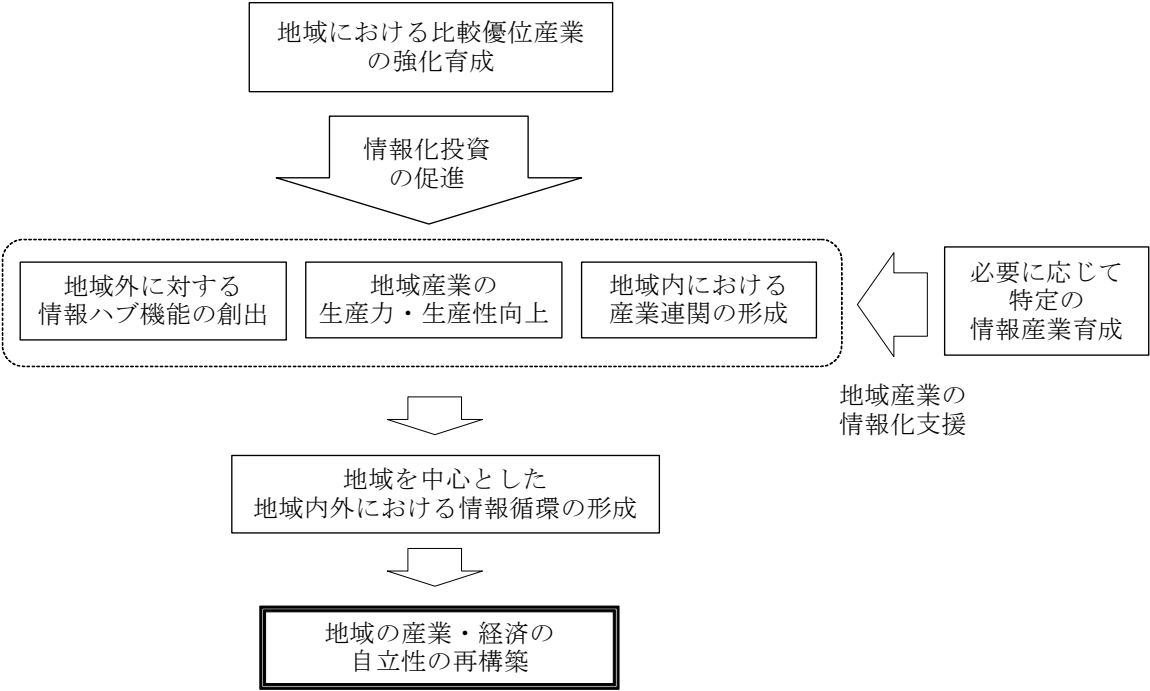 地域における比較優位産業
の強化育成
情報化投資
の促進
地域外に対する
情報ハブ機能の創出
地域産業の
生産力・生産性向上
地域内における
産業連関の形成
必要に応じて
特定の
情報産業育成
地域産業の
情報化支援
地域を中心とした
地域内外における情報循環の形成
地域の産業・経済の
自立性の再構築